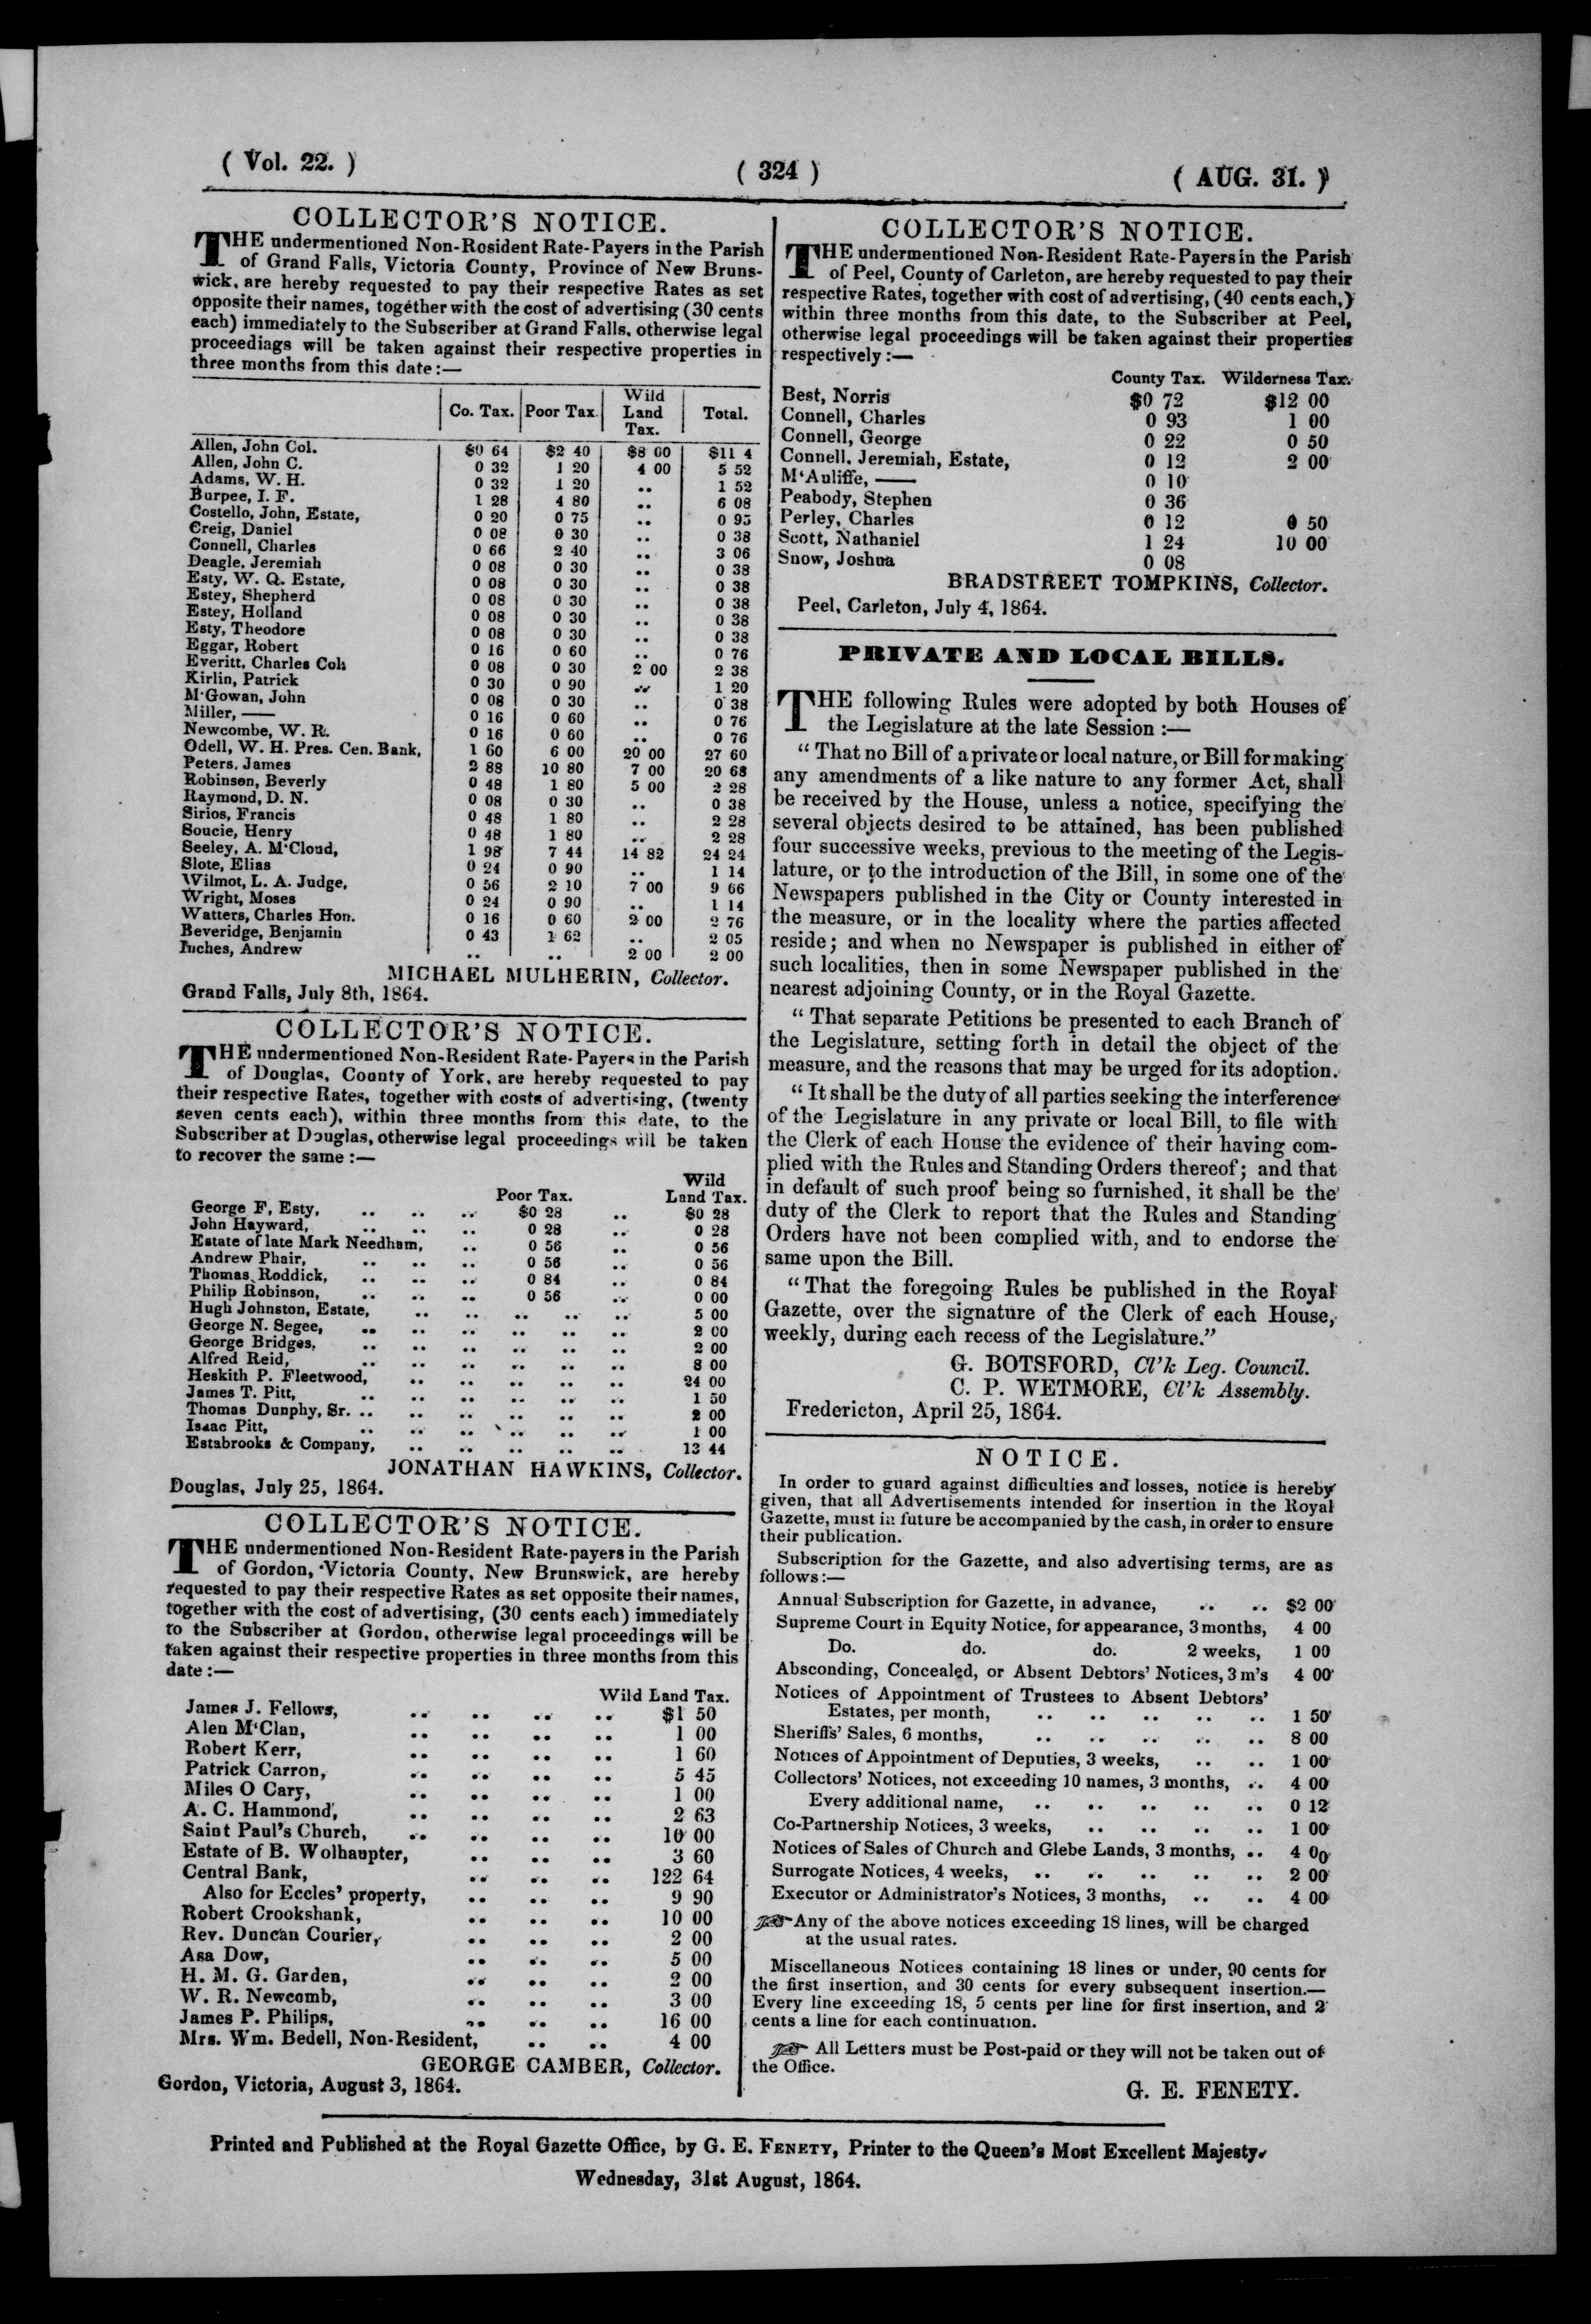 ( Vol. 22. )
( 324 )
( AUG. 31. )
COLLECTOR'S NOTICE.
THE undermentioned Non-Resident Rate-Payers in the Parish
of Grand Falls, Victoria County, Province of New Bruns-
wick, are hereby requested to pay their respective Rates as set
opposite their names, together with the cost of advertising (30 cents
each) immediately to the Subscriber at Grand Falls, otherwise legal
proceediags will be taken against their respective properties in
three months from this date:—
Co. Tax. Poor Tax. Wild Land Tax. Total.
Allen, John Col. $0 64 $2 40 $8 00 $11 4
Allen, John C. 0 32 1 20 4 00 5 52
Adams, W. H. 0 32 1 20 .. 1 52
Burpee, I. F. 1 28 4 80 .. 6 08
Costello, John, Estate, 0 20 0 75 .. 0 95
Creig, Daniel 0 08 0 30 .. 0 38
Connell, Charles 0 66 2 40 .. 3 06
Deagle, Jeremiah 0 08 0 30 .. 0 38
Esty, W. Q. Estate, 0 08 0 30 .. 0 38
Estey, Shepherd 0 08 0 30 .. 0 38
Estey, Holland 0 08 0 30 .. 0 38
Esty, Theodore 0 08 0 30 .. 0 38
Eggar, Robert 0 16 0 60 .. 0 76
Everitt, Charles Col. 0 08 0 30 2 00 2 38
Kirlin, Patrick 0 30 0 90 .. 1 20
M'Gowan, John 0 08 0 30 .. 0 38
Miller, —— 0 16 0 60 .. 0 76
Newcombe, W. R. 0 16 0 60 .. 0 76
Odell, W. H. Pres. Cen. Bank, 1 60 6 00 20 00 27 60
Peters, James 2 88 10 80 7 00 20 68
Robinson, Beverly 0 48 1 80 5 00 2 28
Raymond, D. N. 0 08 0 30 .. 0 38
Sirios, Francis 0 48 1 80 .. 2 28
Soucie, Henry 0 48 1 80 .. 2 28
Seeley, A. M'Cloud, 1 98 7 44 14 82 24 24
Slote, Elias 0 24 0 90 .. 1 14
Wilmot, L. A. Judge, 0 56 2 10 7 00 9 66
Wright, Moses 0 24 0 90 .. 1 14
Watters, Charles Hon. 0 16 0 60 2 00 2 76
Beveridge, Benjamin 0 43 1 62 .. 2 05
Inches, Andrew .. .. 2 00 2 00
MICHAEL MULHERIN, Collector.
Grand Falls, July 8th, 1864.
COLLECTOR'S NOTICE.
THE undermentioned Non-Resident Rate-Payers in the Parish
of Douglas, County of York, are hereby requested to pay
their respective Rates, together with costs of advertising, (twenty
seven cents each), within three months from this date, to the
Subscriber at Douglas, otherwise legal proceedings will be taken
to recover the same :—
Poor Tax. Wild Land Tax.
George F, Esty, .. .. .. $0 28 .. $0 28
John Hayward, .. .. .. 0 28 .. 0 28
Estate of late Mark Needham, .. 0 56 .. 0 56
Andrew Phair, .. .. .. 0 56 .. 0 56
Thomas Roddick, .. .. .. 0 84 .. 0 84
Philip Robinson, .. .. .. 0 56 .. 0 00
Hugh Johnston, Estate, .. .. .. .. .. 5 00
George N. Segee, .. .. .. .. .. .. 2 00
George Bridges, .. .. .. .. .. .. 2 00
Alfred Reid, .. .. .. .. .. .. 8 00
Heskith P. Fleetwood, .. .. .. .. .. 24 00
James T. Pitt, .. .. .. .. .. .. 1 50
Thomas Dunphy, Sr. .. .. .. .. .. .. 2 00
Isaac Pitt, .. .. .. .. .. .. 1 00
Estabrooks & Company, .. .. .. .. .. 13 44
JONATHAN HAWKINS, Collector.
Douglas, July 25, 1864.
COLLECTOR'S NOTICE.
THE undermentioned Non-Resident Rate-payers in the Parish
of Gordon, Victoria County, New Brunswick, are hereby
requested to pay their respective Rates as set opposite their names,
together with the cost of advertising, (30 cents each) immediately
to the Subscriber at Gordon, otherwise legal proceedings will be
taken against their respective properties in three months from this
date :—
Wild Land Tax.
James J. Fellows, .. .. .. .. $1 50
Alen M'Clan, .. .. .. .. 1 00
Robert Kerr, .. .. .. .. 1 60
Patrick Carron, .. .. .. .. 5 45
Miles O Cary, .. .. .. .. 1 00
A. C. Hammond, .. .. .. .. 2 63
Saint Paul's Church, .. .. .. .. 10 00
Estate of B. Wolhaupter, .. .. .. 3 60
Central Bank, .. .. .. 122 64
Also for Eccles' property, .. .. .. 9 90
Robert Crookshank, .. .. .. 10 00
Rev. Duncan Courier, .. .. .. 2 00
Asa Dow, .. .. .. 5 00
H. M. G. Garden, .. .. .. 2 00
W. R. Newcomb, .. .. .. 3 00
James P. Philips, .. .. .. 16 00
Mrs. Wm. Bedell, Non-Resident, .. .. 4 00
GEORGE CAMBER, Collector.
Gordon, Victoria, August 3, 1864.
COLLECTOR'S NOTICE.
THE undermentioned Non-Resident Rate-Payers in the Parish
of Peel, County of Carleton, are hereby requested to pay their
respective Rates, together with cost of advertising, (40 cents each,)
within three months from this date, to the Subscriber at Peel,
otherwise legal proceedings will be taken against their properties
respectively :—
County Tax. Wilderness Tax.
Best, Norris $0 72 $12 00
Connell, Charles 0 93 1 00
Connell, George 0 22 0 50
Connell, Jeremiah, Estate, 0 12 2 00
M'Auliffe, —— 0 10
Peabody, Stephen 0 36
Perley, Charles 0 12 0 50
Scott, Nathaniel 1 24 10 00
Snow, Joshua 0 08
BRADSTREET TOMPKINS, Collector.
Peel, Carleton, July 4, 1864.
PRIVATE AND LOCAL BILLS.
THE following Rules were adopted by both Houses of
the Legislature at the late Session :—
"That no Bill of a private or local nature, or Bill for making
any amendments of a like nature to any former Act, shall
be received by the House, unless a notice, specifying the
several objects desired to be attained, has been published
four successive weeks, previous to the meeting of the Legis-
lature, or to the introduction of the Bill, in some one of the
Newspapers published in the City or County interested in
the measure, or in the locality where the parties affected
reside; and when no Newspaper is published in either of
such localities, then in some Newspaper published in the
nearest adjoining County, or in the Royal Gazette.
"That separate Petitions be presented to each Branch of
the Legislature, setting forth in detail the object of the
measure, and the reasons that may be urged for its adoption.
"It shall be the duty of all parties seeking the interference
of the Legislature in any private or local Bill, to file with
the Clerk of each House the evidence of their having com-
plied with the Rules and Standing Orders thereof; and that
in default of such proof being so furnished, it shall be the
duty of the Clerk to report that the Rules and Standing
Orders have not been complied with, and to endorse the
same upon the Bill.
"That the foregoing Rules be published in the Royal
Gazette, over the signature of the Clerk of each House,
weekly, during each recess of the Legislature."
G. BOTSFORD, Cl'k Leg. Council.
C. P. WETMORE, Cl'k Assembly.
Fredericton, April 25, 1864.
NOTICE.
In order to guard against difficulties and losses, notice is hereby
given, that all Advertisements intended for insertion in the Royal
Gazette, must in future be accompanied by the cash, in order to ensure
their publication.
Subscription for the Gazette, and also advertising terms, are as
follows :—
Annual Subscription for Gazette, in advance, .. .. $2 00
Supreme Court in Equity Notice, for appearance, 3 months, 4 00
Do. do. do. 2 weeks, 1 00
Absconding, Concealed, or Absent Debtors' Notices, 3 m's 4 00
Notices of Appointment of Trustees to Absent Debtors'
Estates, per month, .. .. .. .. .. 1 50
Sheriffs' Sales, 6 months, .. .. .. .. .. 8 00
Notices of Appointment of Deputies, 3 weeks, .. .. 1 00
Collectors' Notices, not exceeding 10 names, 3 months, .. 4 00
Every additional name, .. .. .. .. .. 0 12
Co-Partnership Notices, 3 weeks, .. .. .. .. 1 00
Notices of Sales of Church and Glebe Lands, 3 months, .. 4 00
Surrogate Notices, 4 weeks, .. .. .. .. .. 2 00
Executor or Administrator's Notices, 3 months, .. .. 4 00
☞ Any of the above notices exceeding 18 lines, will be charged
at the usual rates.
Miscellaneous Notices containing 18 lines or under, 90 cents for
the first insertion, and 30 cents for every subsequent insertion.—
Every line exceeding 18, 5 cents per line for first insertion, and 2
cents a line for each continuation.
☞ All Letters must be Post-paid or they will not be taken out of
the Office.
G. E. FENETY.
Printed and Published at the Royal Gazette Office, by G. E. FENETY, Printer to the Queen's Most Excellent Majesty.
Wednesday, 31st August, 1864.